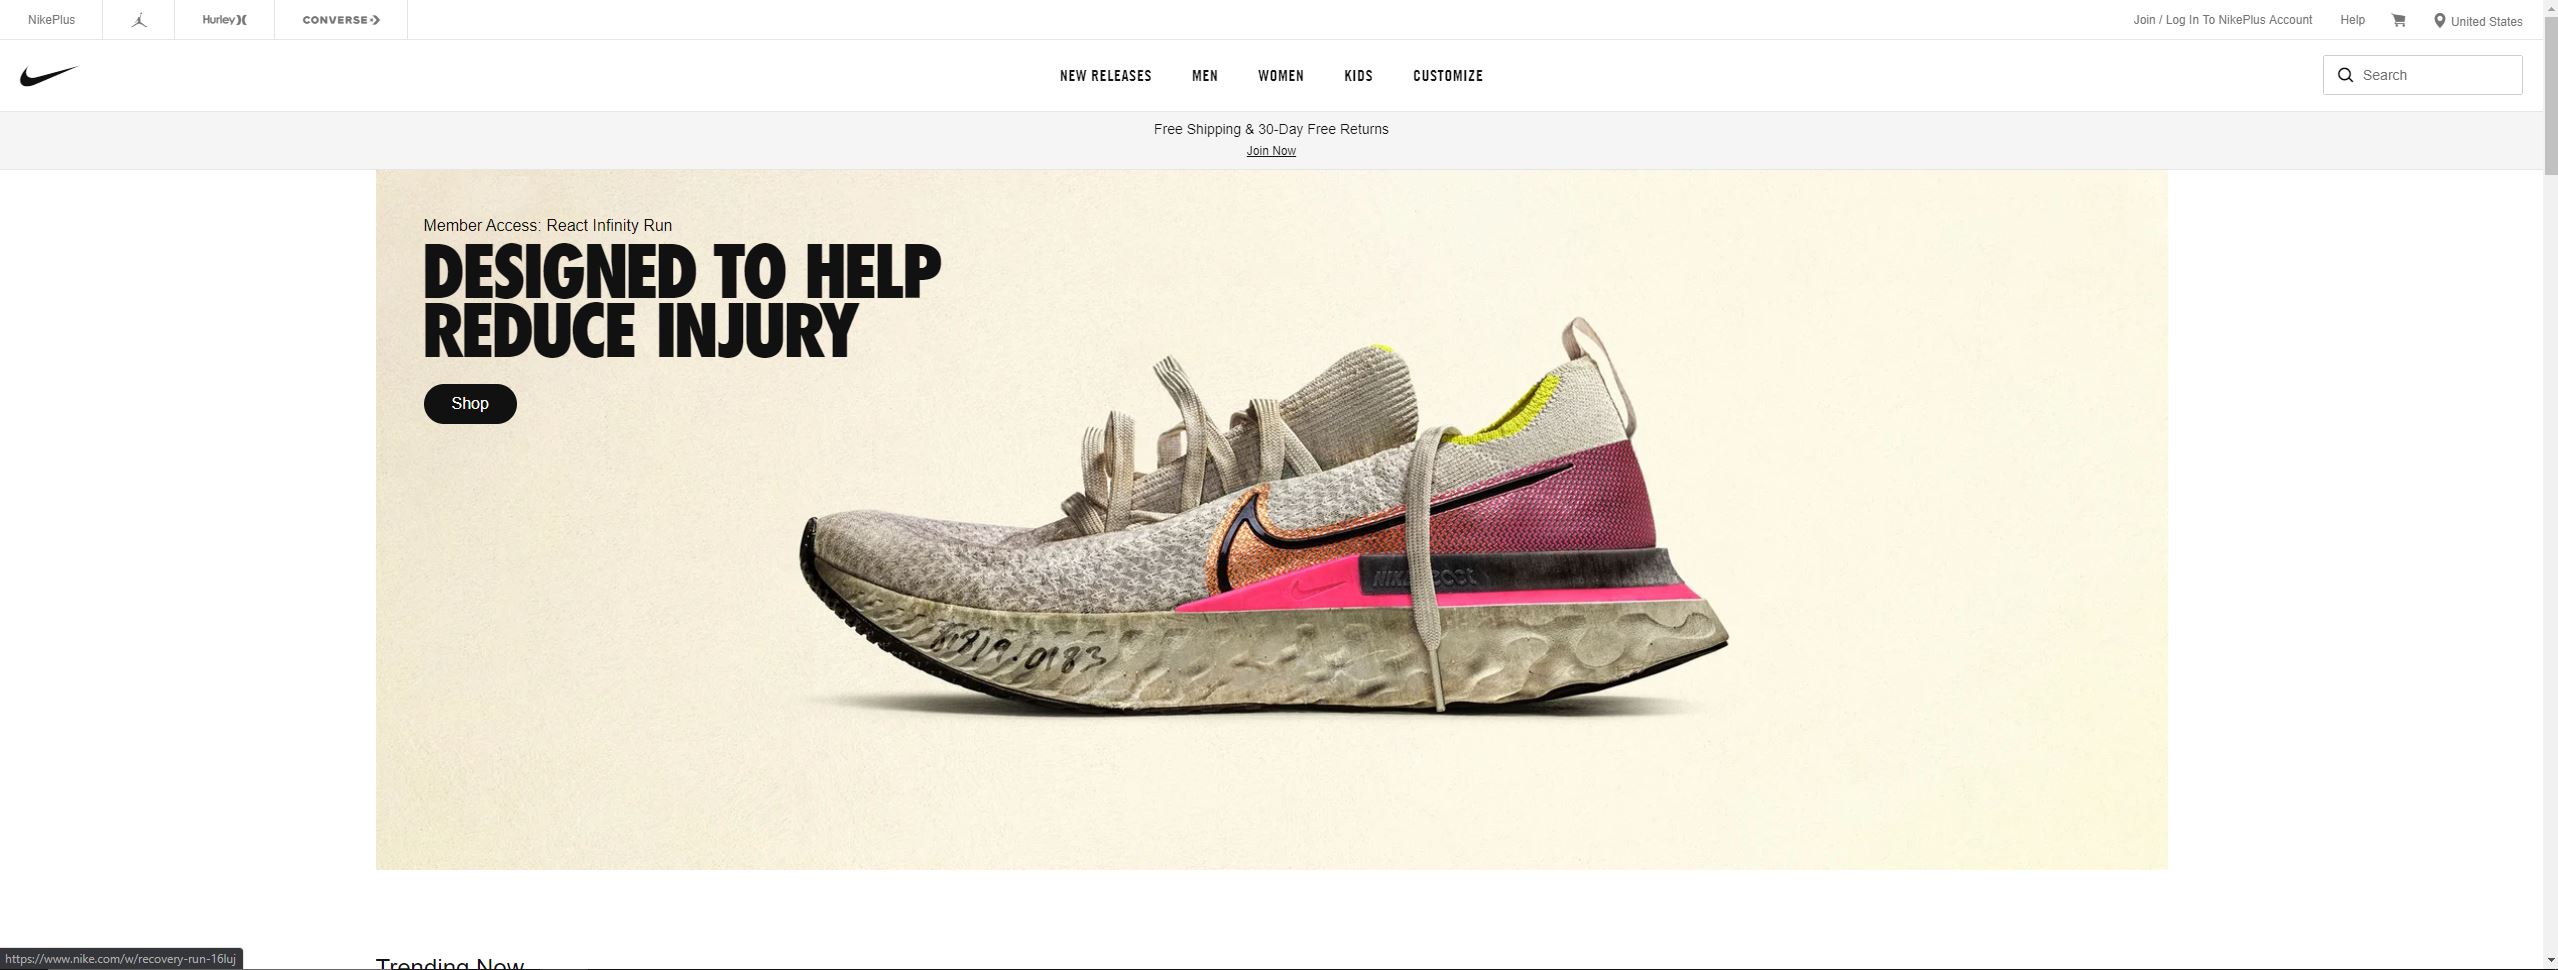 NikePlus
Hurley
CONVERSE
Join / Log In To NikePlus Account
Help
United States
NEW RELEASES
MEN
WOMEN
KIDS
CUSTOMIZE
Search
Free Shipping & 30-Day Free Returns
Join Now
Member Access: React Infinity Run
DESIGNED TO HELP
REDUCE INJURY
Shop
Trending Now
https://www.nike.com/w/recovery-run-16luj